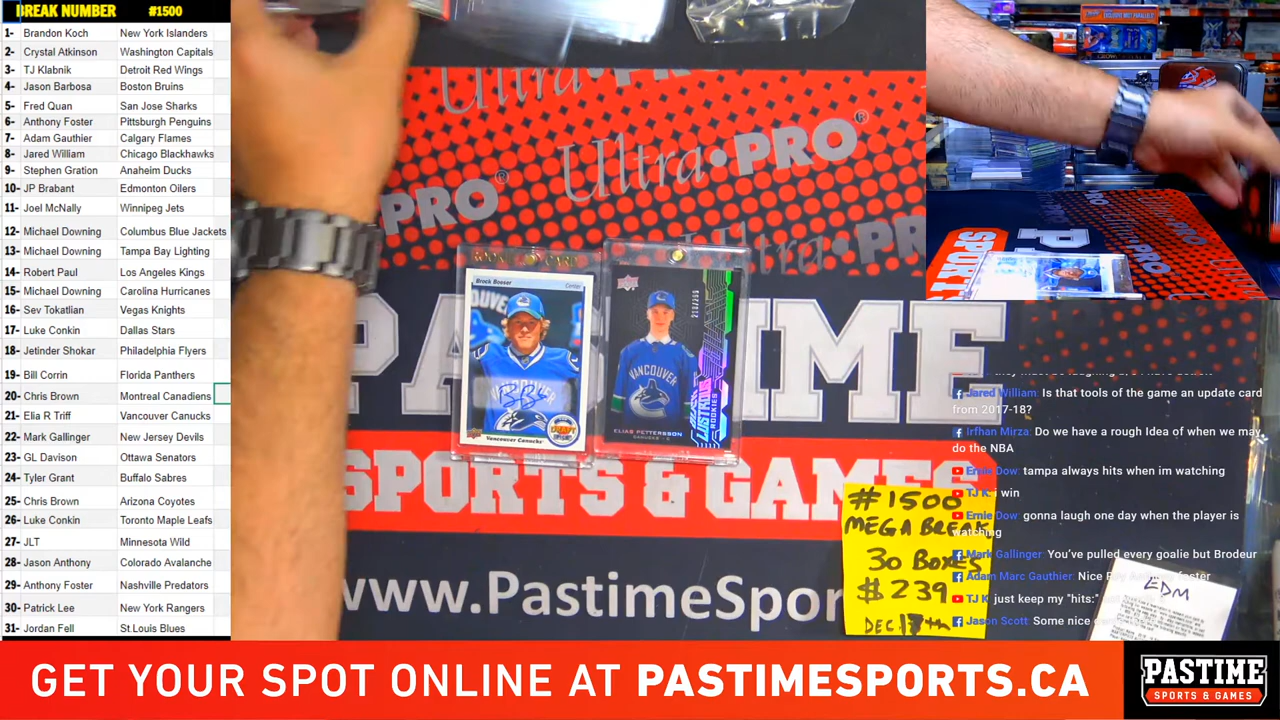 BREAK NUMBER #1500
1- Brandon Koch New York Islanders
2- Crystal Atkinson Washington Capitals
3- TJ Klabnik Detroit Red Wings
4- Jason Barbosa Boston Bruins
5- Fred Quan San Jose Sharks
6- Anthony Foster Pittsburgh Penguins
7- Adam Gauthier Calgary Flames
8- Jared William Chicago Blackhawks
9- Stephen Gration Anaheim Ducks
10- JP Brabant Edmonton Oilers
11- Joel McNally Winnipeg Jets
12- Michael Downing Columbus Blue Jackets
13- Michael Downing Tampa Bay Lighting
14- Robert Paul Los Angeles Kings
15- Michael Downing Carolina Hurricanes
16- Sev Tokatlian Vegas Knights
17- Luke Conkin Dallas Stars
18- Jetinder Shokar Philadelphia Flyers
19- Bill Corrin Florida Panthers
20- Chris Brown Montreal Canadiens
21- Elia R Triff Vancouver Canucks
22- Mark Gallinger New Jersey Devils
23- GL Davison Ottawa Senators
24- Tyler Grant Buffalo Sabres
25- Chris Brown Arizona Coyotes
26- Luke Conkin Toronto Maple Leafs
27- JLT Minnesota Wild
28- Jason Anthony Colorado Avalanche
29- Anthony Foster Nashville Predators
30- Patrick Lee New York Rangers
31- Jordan Fell St.Louis Blues
Ultra•PRO
Ultra•PRO®
PRO®
Brock Boeser Center
Vancouver Canucks
VANCOUVER
ELIAS PETTERSSON
CANUCKS - C
ROOKIES
PASTIME
SPORTS & GAMES
www.PastimeSpor
#1500
MEGA BREAK
30 BOXES
$239
DEC. 17th
EDM
Jared William: Is that tools of the game an update card
from 2017-18?
Irfhan Mirza: Do we have a rough Idea of when we may
do the NBA
Ernie Dow: tampa always hits when im watching
TJ K: i win
Ernie Dow: gonna laugh one day when the player is
watching
Mark Gallinger: You've pulled every goalie but Brodeur
Adam Marc Gauthier: Nice
TJ K: just keep my "hits:"
Jason Scott: Some nice
GET YOUR SPOT ONLINE AT PASTIMESPORTS.CA
PASTIME
SPORTS & GAMES